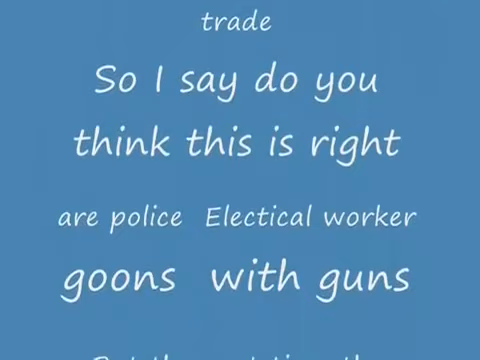 trade
So I say do you
think this is right
are police Electical worker
goons with guns